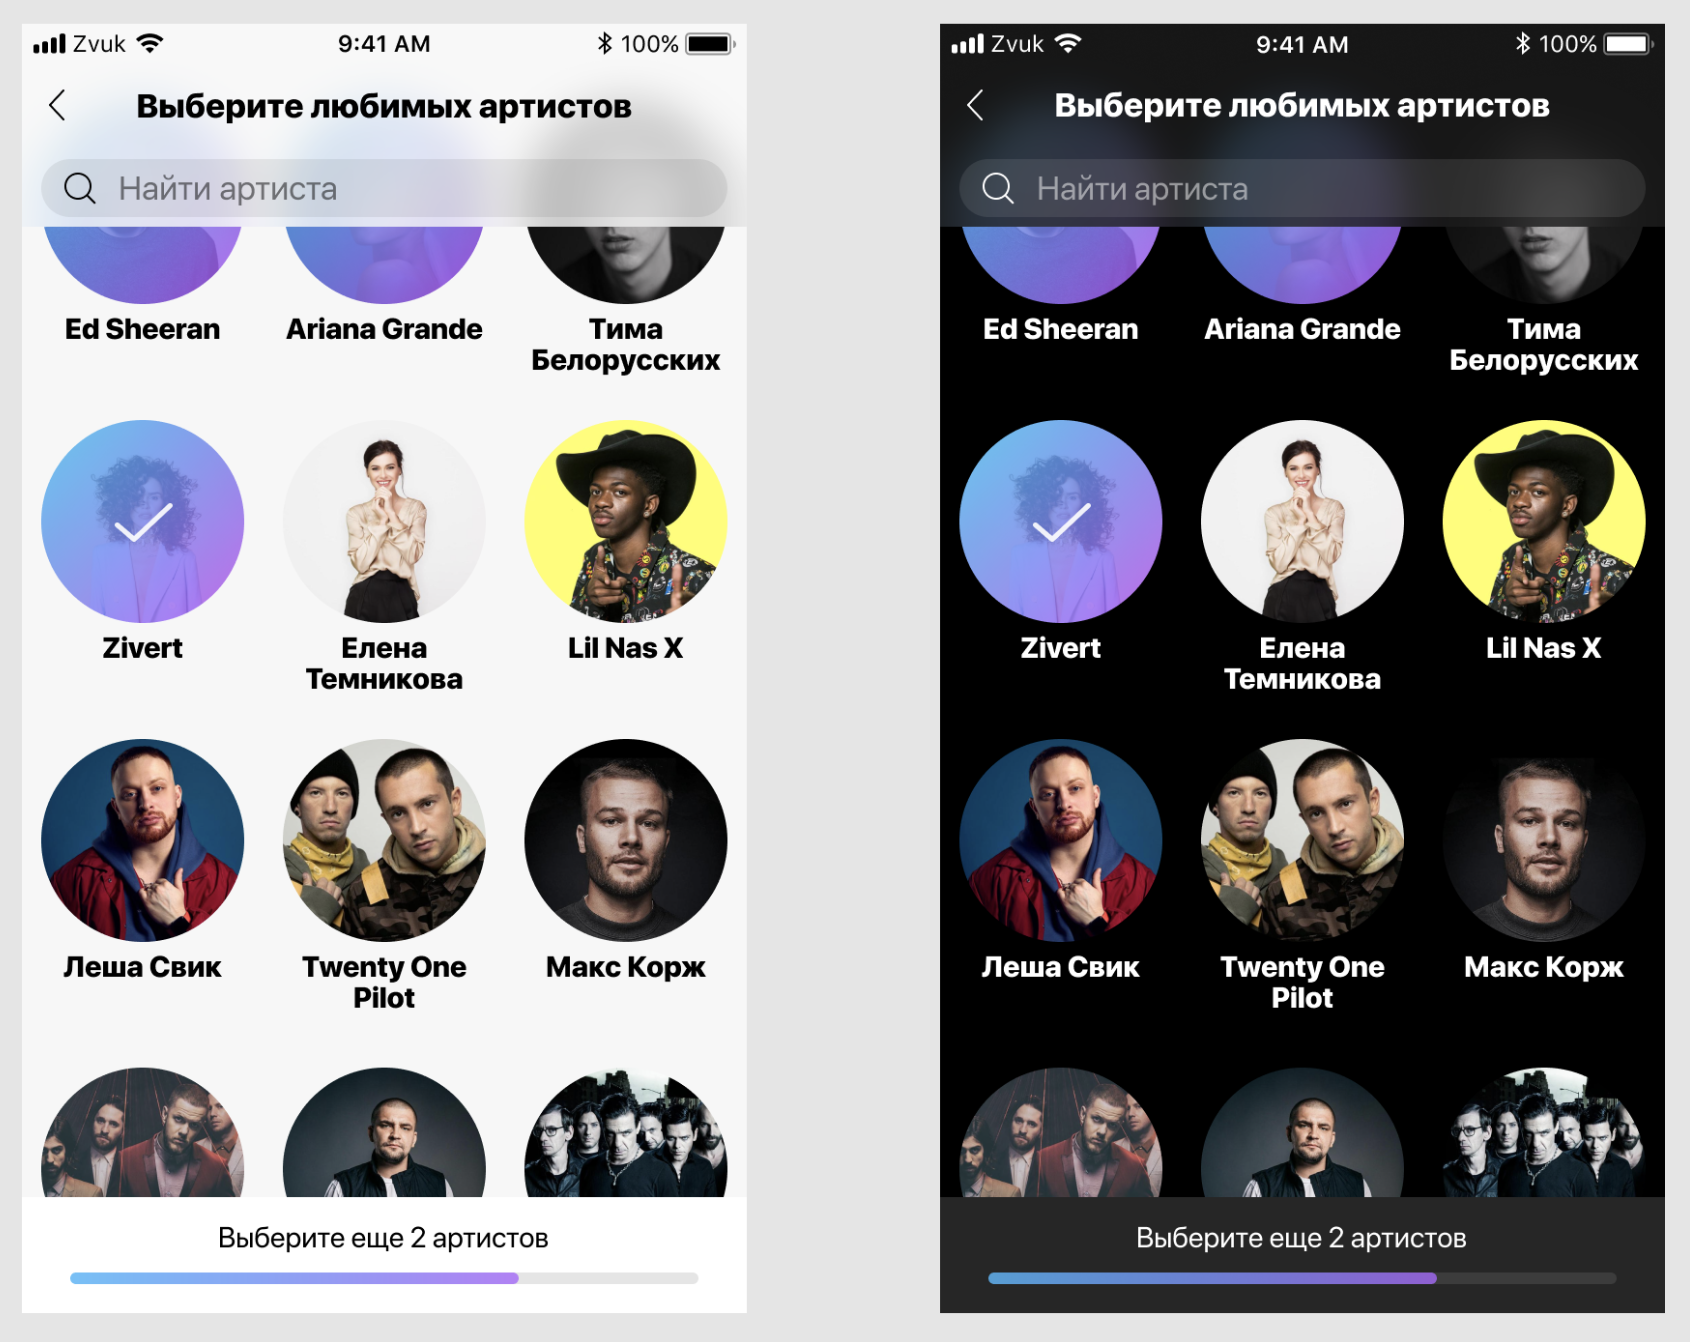 Zvuk 9:41 AM 100%
Выберите любимых артистов
Найти артиста
Ed Sheeran
Ariana Grande
Тима
Белорусских
Zivert
Елена
Темникова
Lil Nas X
Леша Свик
Twenty One
Pilot
Макс Корж
Выберите еще 2 артистов
Zvuk 9:41 AM 100%
Выберите любимых артистов
Найти артиста
Ed Sheeran
Ariana Grande
Тима
Белорусских
Zivert
Елена
Темникова
Lil Nas X
Леша Свик
Twenty One
Pilot
Макс Корж
Выберите еще 2 артистов